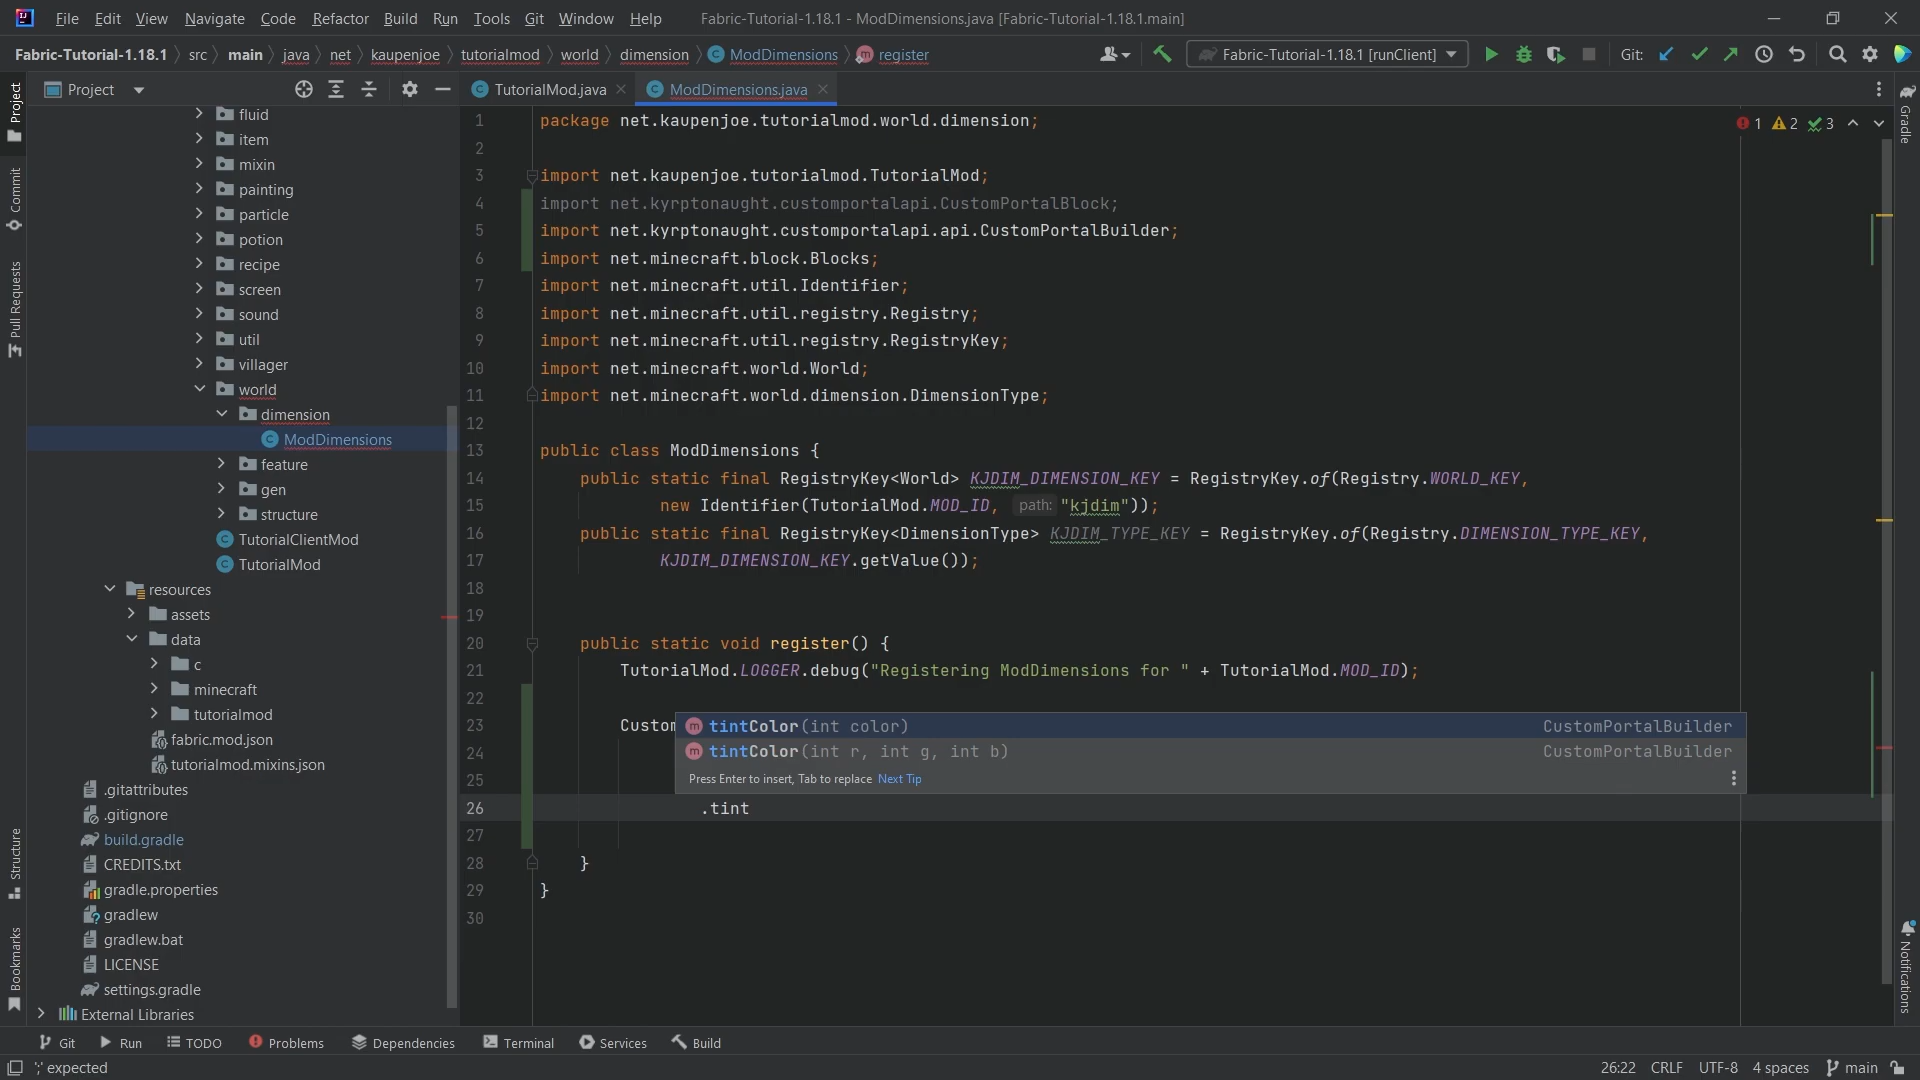 File Edit View Navigate Code Refactor Build Run Tools Git Window Help Fabric-Tutorial-1.18.1 - ModDimensions.java [Fabric-Tutorial-1.18.1.main]
Fabric-Tutorial-1.18.1 src main java net kaupenjoe tutorialmod world dimension ModDimensions register Fabric-Tutorial-1.18.1 [runClient] Git:
Project
TutorialMod.java ModDimensions.java
Project
Commit
Pull Requests
Structure
Bookmarks
fluid
item
mixin
painting
particle
potion
recipe
screen
sound
util
villager
world
dimension
ModDimensions
feature
gen
structure
TutorialClientMod
TutorialMod
resources
assets
data
c
minecraft
tutorialmod
fabric.mod.json
tutorialmod.mixins.json
.gitattributes
.gitignore
build.gradle
CREDITS.txt
gradle.properties
gradlew
gradlew.bat
LICENSE
settings.gradle
External Libraries
1 package net.kaupenjoe.tutorialmod.world.dimension;
2
3 import net.kaupenjoe.tutorialmod.TutorialMod;
4 import net.kyrptonaught.customportalapi.CustomPortalBlock;
5 import net.kyrptonaught.customportalapi.api.CustomPortalBuilder;
6 import net.minecraft.block.Blocks;
7 import net.minecraft.util.Identifier;
8 import net.minecraft.util.registry.Registry;
9 import net.minecraft.util.registry.RegistryKey;
10 import net.minecraft.world.World;
11 import net.minecraft.world.dimension.DimensionType;
12
13 public class ModDimensions {
14 public static final RegistryKey<World> KJDIM_DIMENSION_KEY = RegistryKey.of(Registry.WORLD_KEY,
15 new Identifier(TutorialMod.MOD_ID, path: "kjdim"));
16 public static final RegistryKey<DimensionType> KJDIM_TYPE_KEY = RegistryKey.of(Registry.DIMENSION_TYPE_KEY,
17 KJDIM_DIMENSION_KEY.getValue());
18
19
20 public static void register() {
21 TutorialMod.LOGGER.debug("Registering ModDimensions for " + TutorialMod.MOD_ID);
22
23 Custom
24
25
26 .tint
27
28 }
29 }
30
tintColor(int color) CustomPortalBuilder
tintColor(int r, int g, int b) CustomPortalBuilder
Press Enter to insert, Tab to replace Next Tip
1 2 3
Gradle
Notifications
Git Run TODO Problems Dependencies Terminal Services Build
';' expected 26:22 CRLF UTF-8 4 spaces main